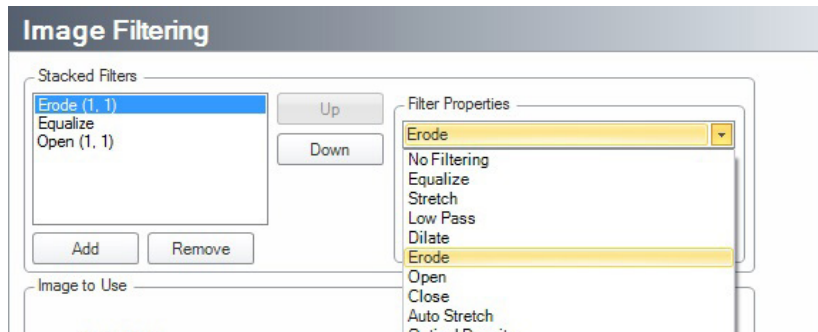 Image Filtering
Stacked Filters
Erode (1, 1)
Equalize
Open (1, 1)
Up
Down
Add
Remove
Filter Properties
Erode
No Filtering
Equalize
Stretch
Low Pass
Dilate
Erode
Open
Close
Auto Stretch
Image to Use